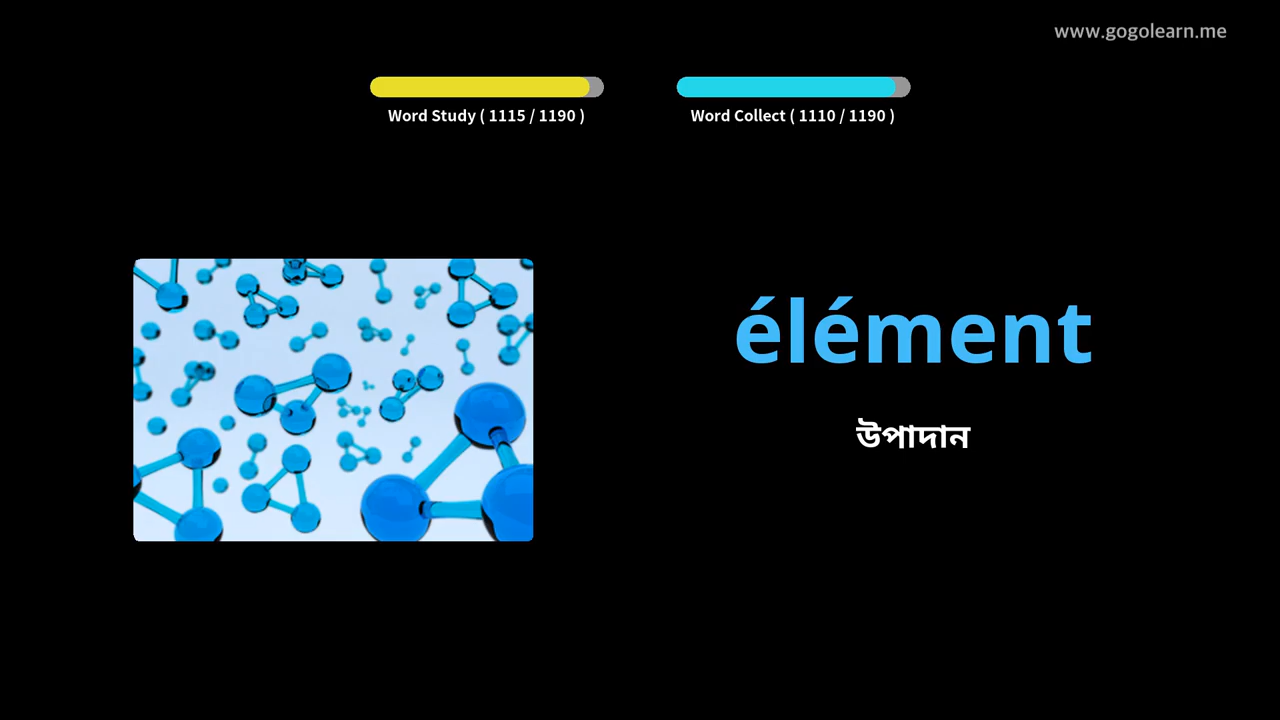 www.gogolearn.me
Word Study ( 1115 / 1190 )
Word Collect ( 1110 / 1190 )
élément
উপাদান